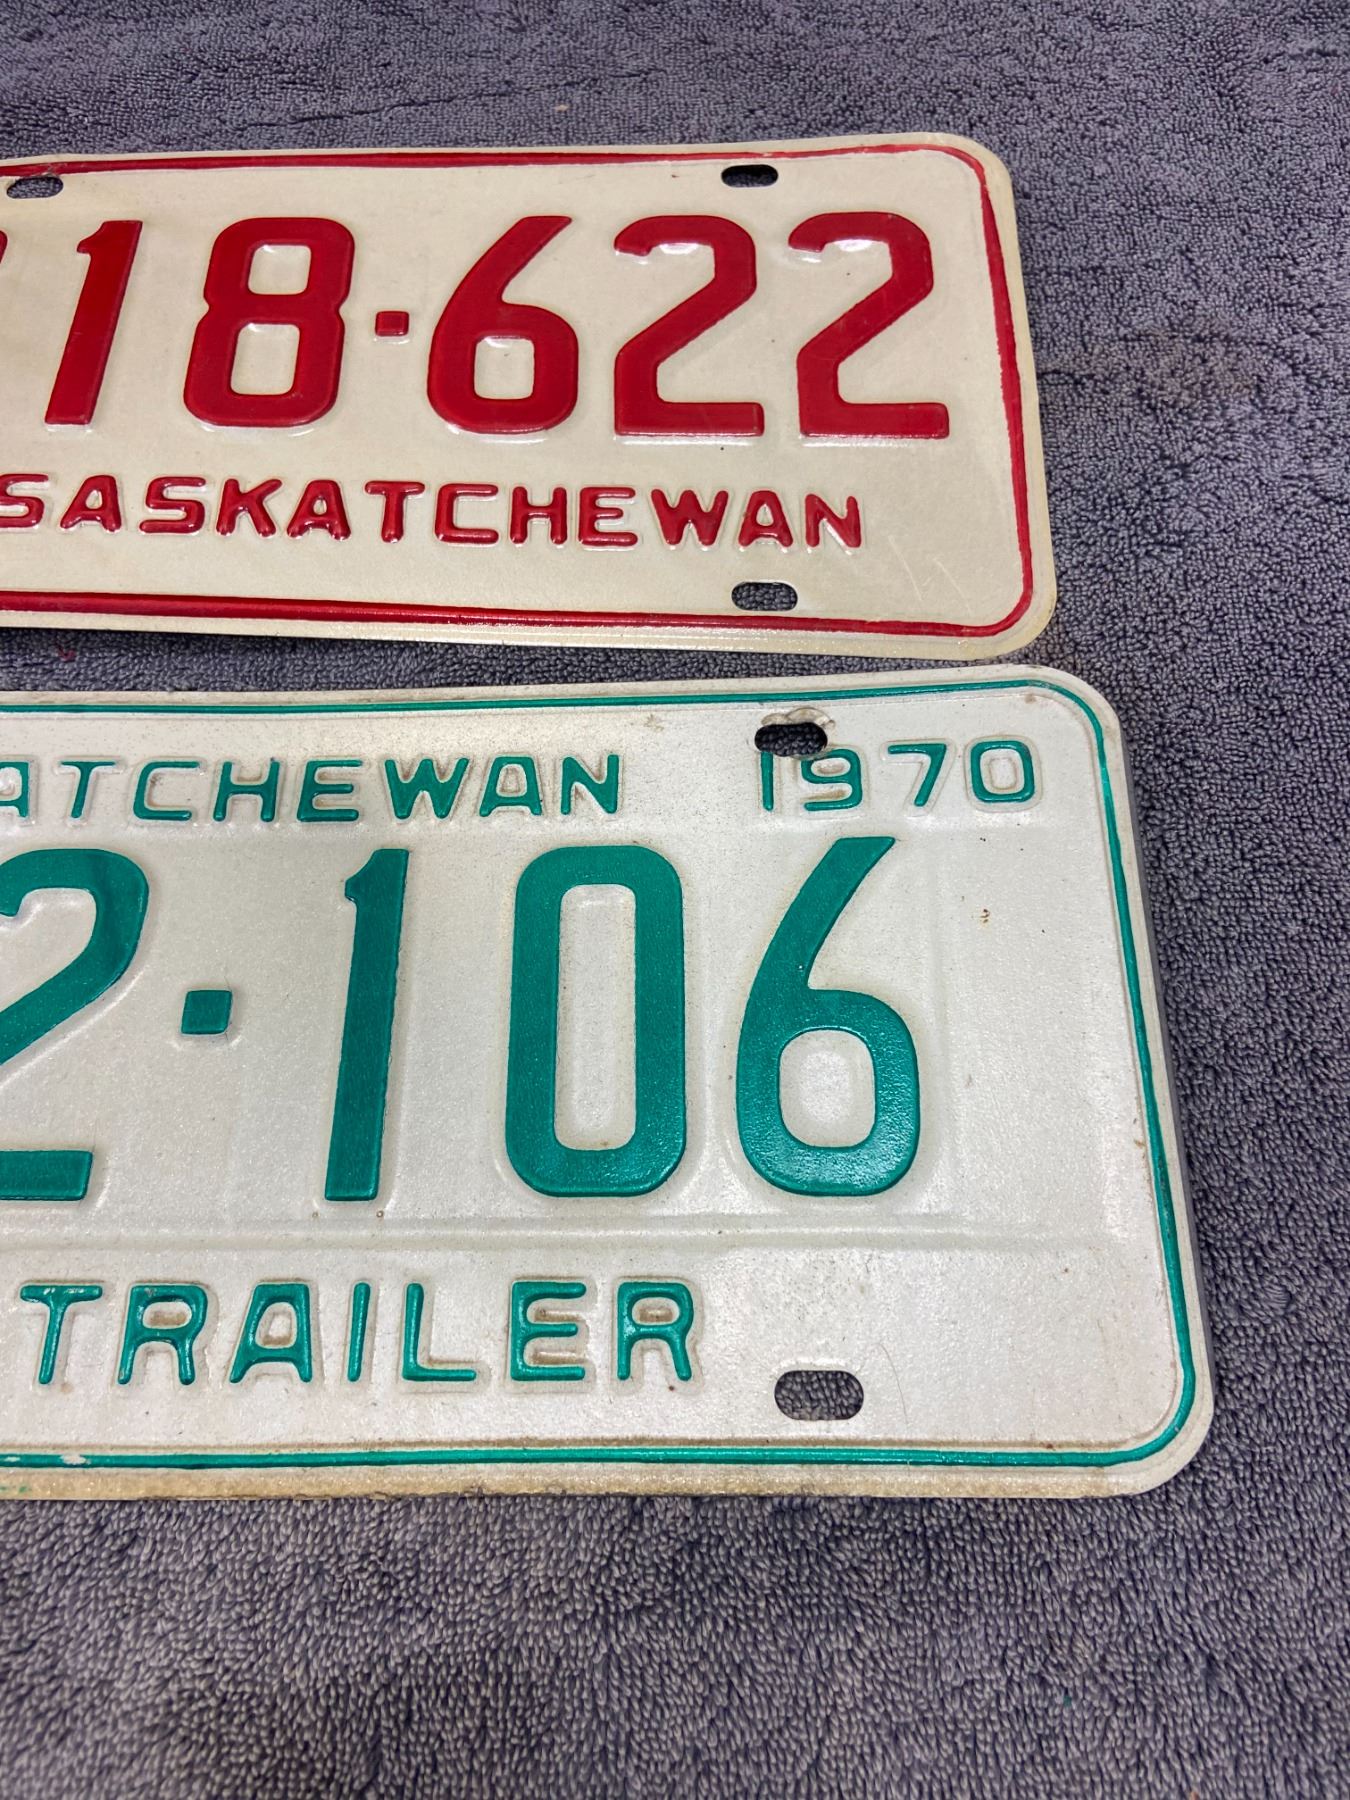 18·622
SASKATCHEWAN
ATCHEWAN 1970
2·106
TRAILER